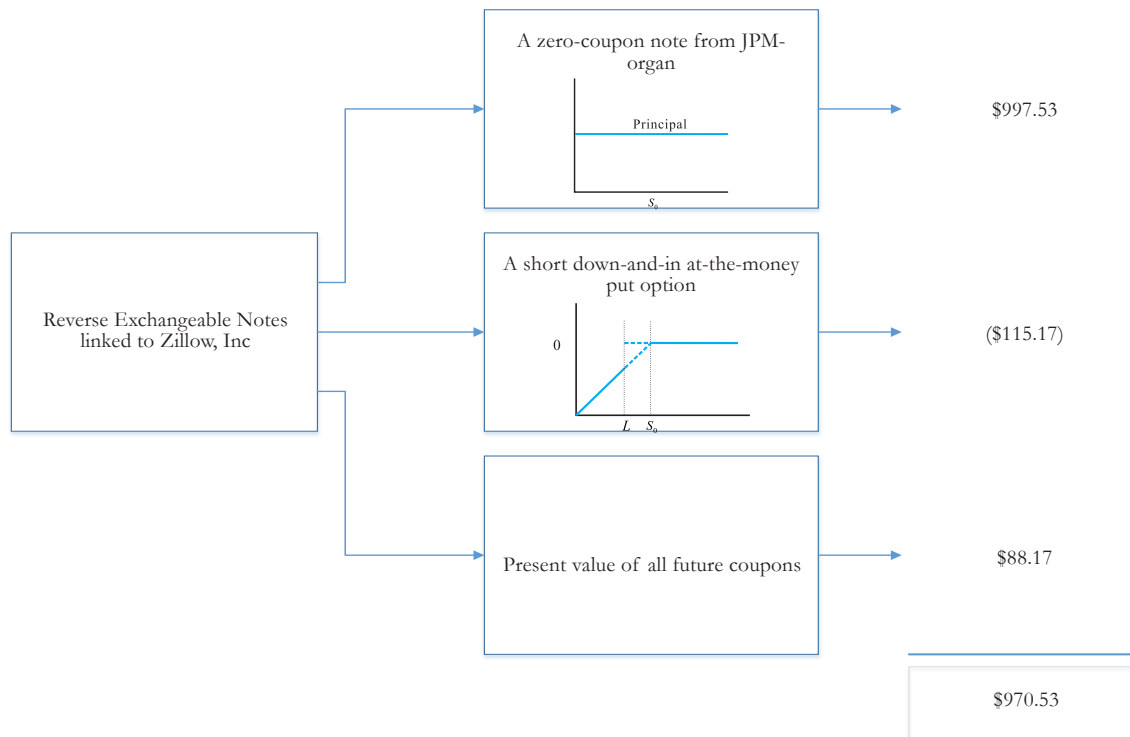 A zero-coupon note from JPM-
organ
Principal
S₀
$997.53
Reverse Exchangeable Notes
linked to Zillow, Inc
A short down-and-in at-the-money
put option
0
L S₀
($115.17)
Present value of all future coupons
$88.17
$970.53